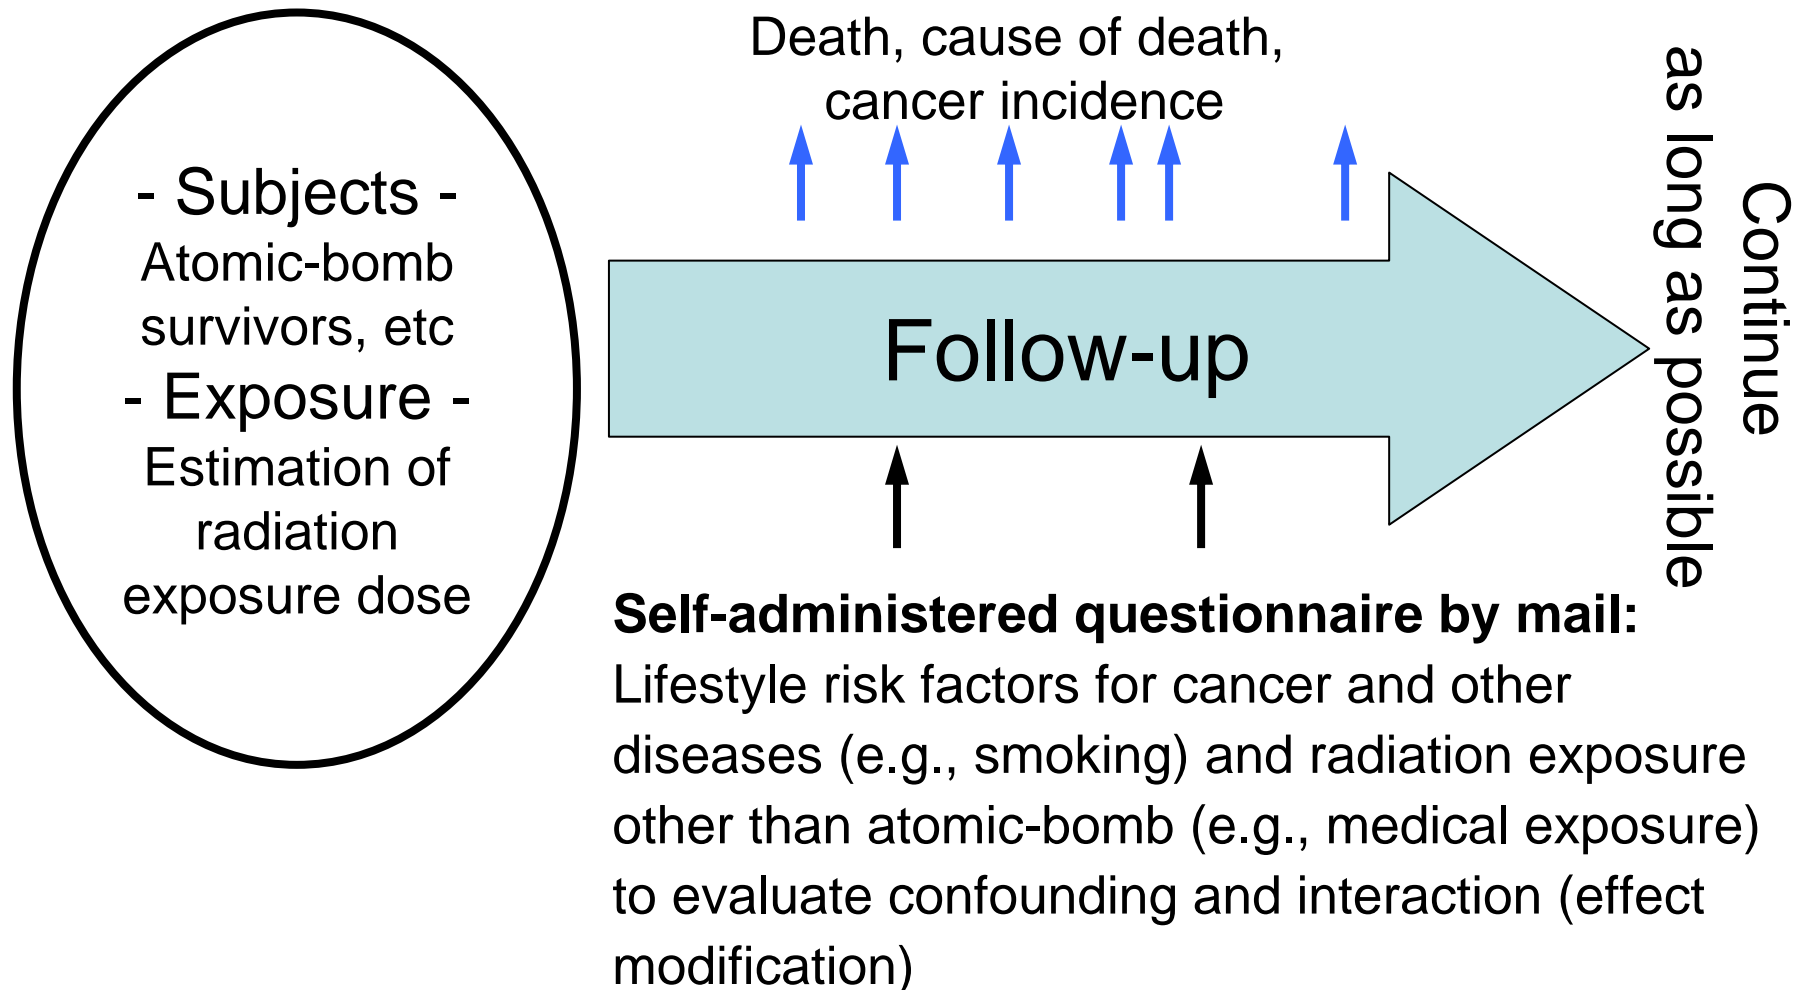 - Subjects -
Atomic-bomb
survivors, etc
- Exposure -
Estimation of
radiation
exposure dose
Death, cause of death,
cancer incidence
Follow-up
Continue
as long as possible
Self-administered questionnaire by mail:
Lifestyle risk factors for cancer and other
diseases (e.g., smoking) and radiation exposure
other than atomic-bomb (e.g., medical exposure)
to evaluate confounding and interaction (effect
modification)